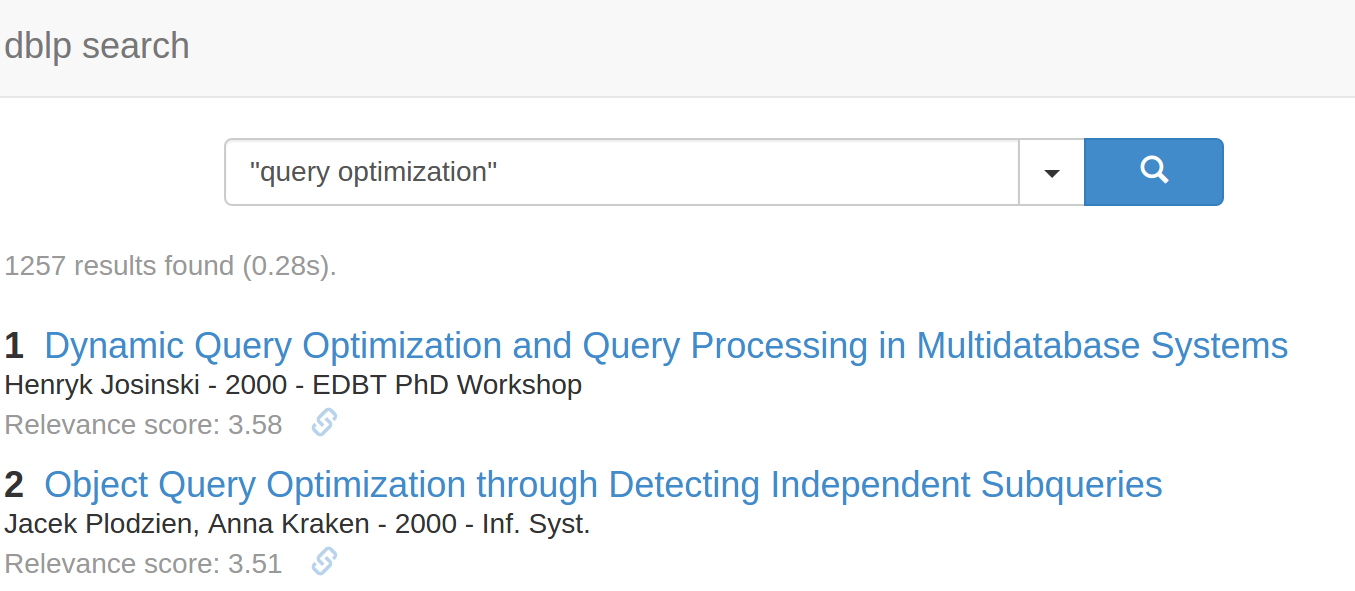 dblp search
"query optimization"
1257 results found (0.28s).
1 Dynamic Query Optimization and Query Processing in Multidatabase Systems
Henryk Josinski - 2000 - EDBT PhD Workshop
Relevance score: 3.58
2 Object Query Optimization through Detecting Independent Subqueries
Jacek Plodzien, Anna Kraken - 2000 - Inf. Syst.
Relevance score: 3.51